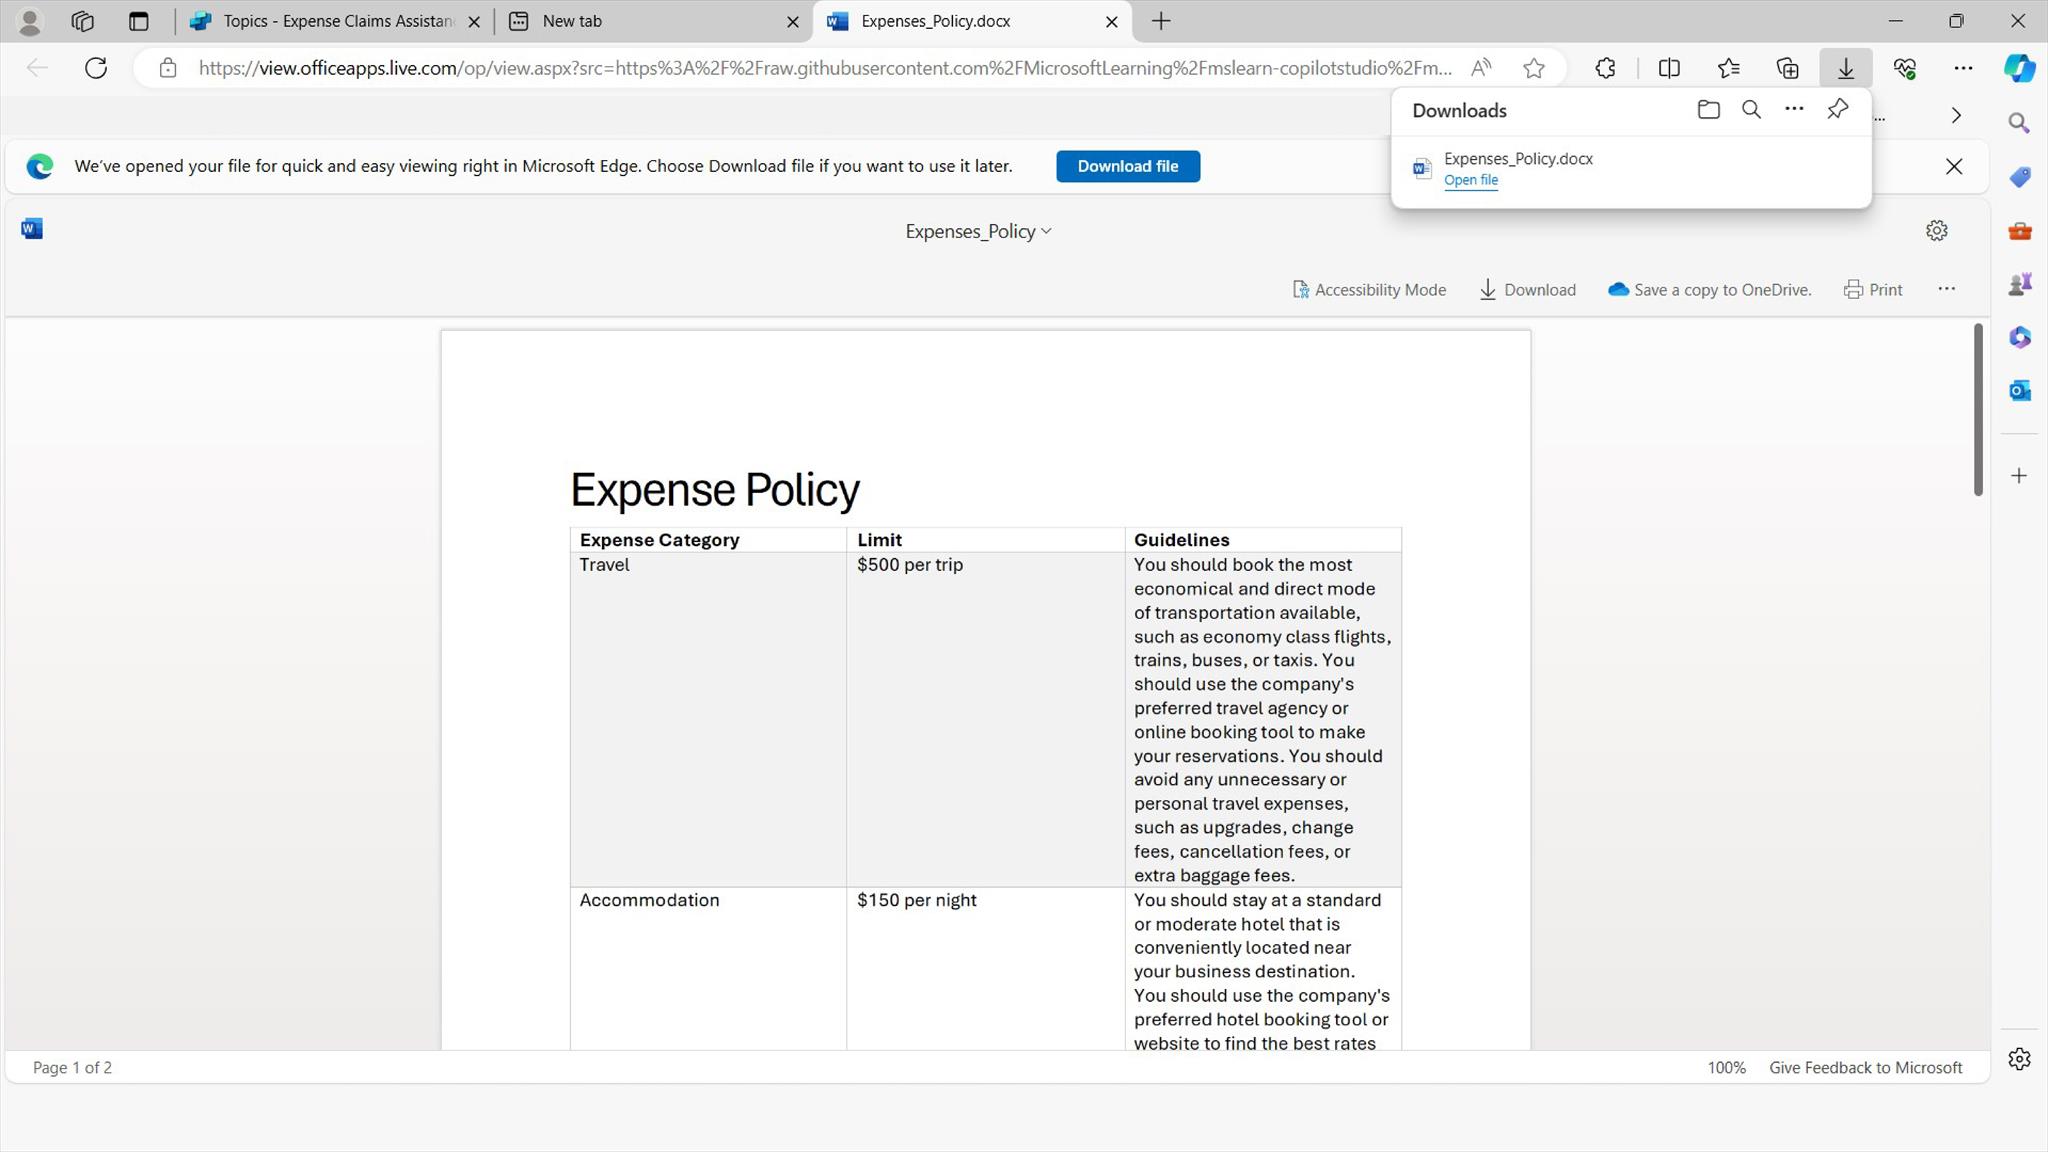 Topics - Expense Claims Assistan
New tab
Expenses_Policy.docx
https://view.officeapps.live.com/op/view.aspx?src=https%3A%2F%2Fraw.githubusercontent.com%2FMicrosoftLearning%2Fmslearn-copilotstudio%2Fm...
Downloads
Expenses_Policy.docx
Open file
We've opened your file for quick and easy viewing right in Microsoft Edge. Choose Download file if you want to use it later.
Download file
Expenses_Policy
Accessibility Mode
Download
Save a copy to OneDrive.
Print
Expense Policy
Expense Category
Limit
Guidelines
Travel
$500 per trip
You should book the most
economical and direct mode
of transportation available,
such as economy class flights,
trains, buses, or taxis. You
should use the company's
preferred travel agency or
online booking tool to make
your reservations. You should
avoid any unnecessary or
personal travel expenses,
such as upgrades, change
fees, cancellation fees, or
extra baggage fees.
Accommodation
$150 per night
You should stay at a standard
or moderate hotel that is
conveniently located near
your business destination.
You should use the company's
preferred hotel booking tool or
website to find the best rates
Page 1 of 2
100%
Give Feedback to Microsoft